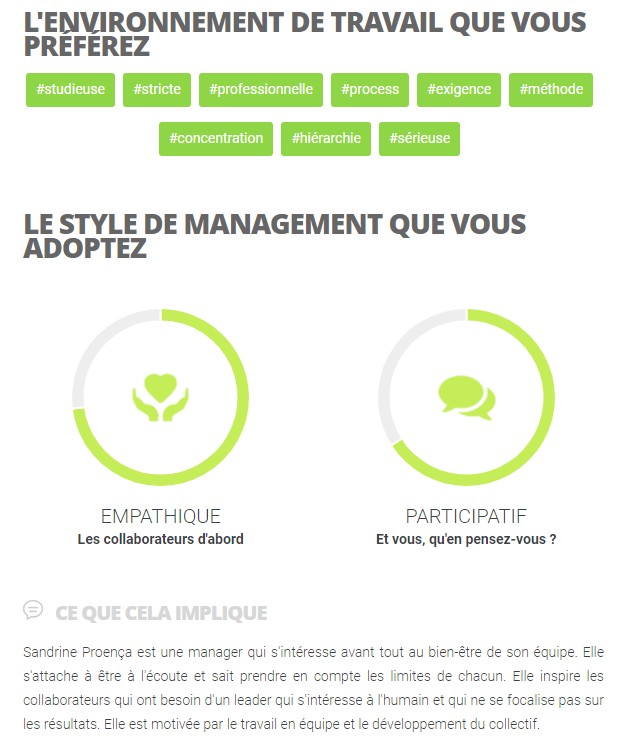 L'ENVIRONNEMENT DE TRAVAIL QUE VOUS
PRÉFÉREZ
#studieuse #stricte #professionnelle #process #exigence #méthode
#concentration #hiérarchie #sérieuse
LE STYLE DE MANAGEMENT QUE VOUS
ADOPTEZ
EMPATHIQUE PARTICIPATIF
Les collaborateurs d'abord Et vous, qu'en pensez-vous ?
CE QUE CELA IMPLIQUE
Sandrine Proença est une manager qui s'intéresse avant tout au bien-être de son équipe. Elle
s'attache à être à l'écoute et sait prendre en compte les limites de chacun. Elle inspire les
collaborateurs qui ont besoin d'un leader qui s'intéresse à l'humain et qui ne se focalise pas sur
les résultats. Elle est motivée par le travail en équipe et le développement du collectif.